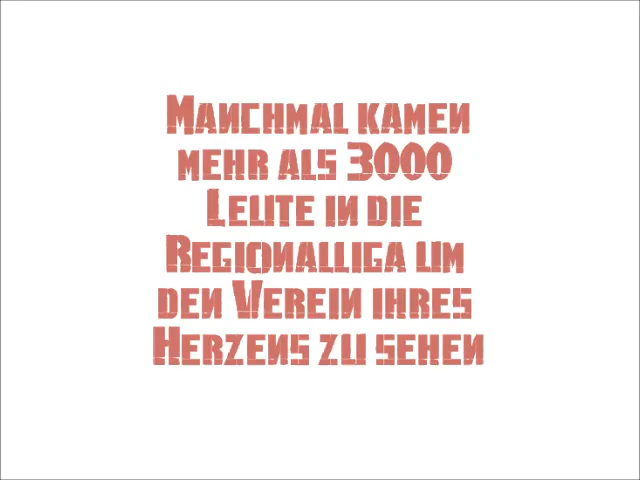 Manchmal kamen
mehr als 3000
Leute in die
Regionalliga um
den Verein ihres
Herzens zu sehen